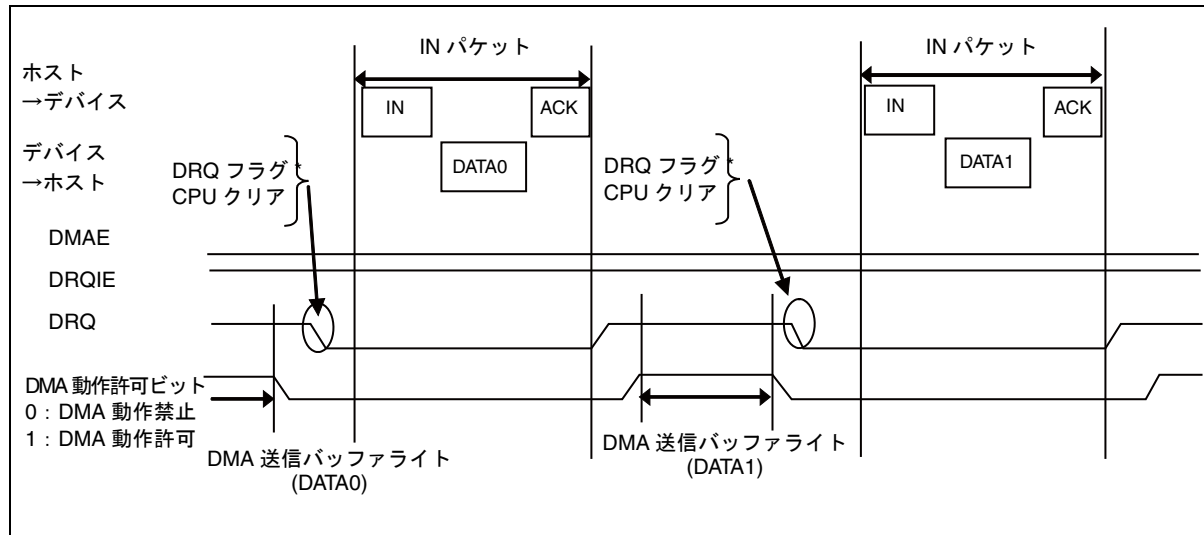 IN パケット
IN パケット
ホスト
→デバイス
IN
ACK
IN
ACK
デバイス
→ホスト
DATA0
DATA1
DRQ フラグ*
CPU クリア
DRQ フラグ*
CPU クリア
DMAE
DRQIE
DRQ
DMA 動作許可ビット
0：DMA 動作禁止
1：DMA 動作許可
DMA 送信バッファライト
(DATA0)
DMA 送信バッファライト
(DATA1)